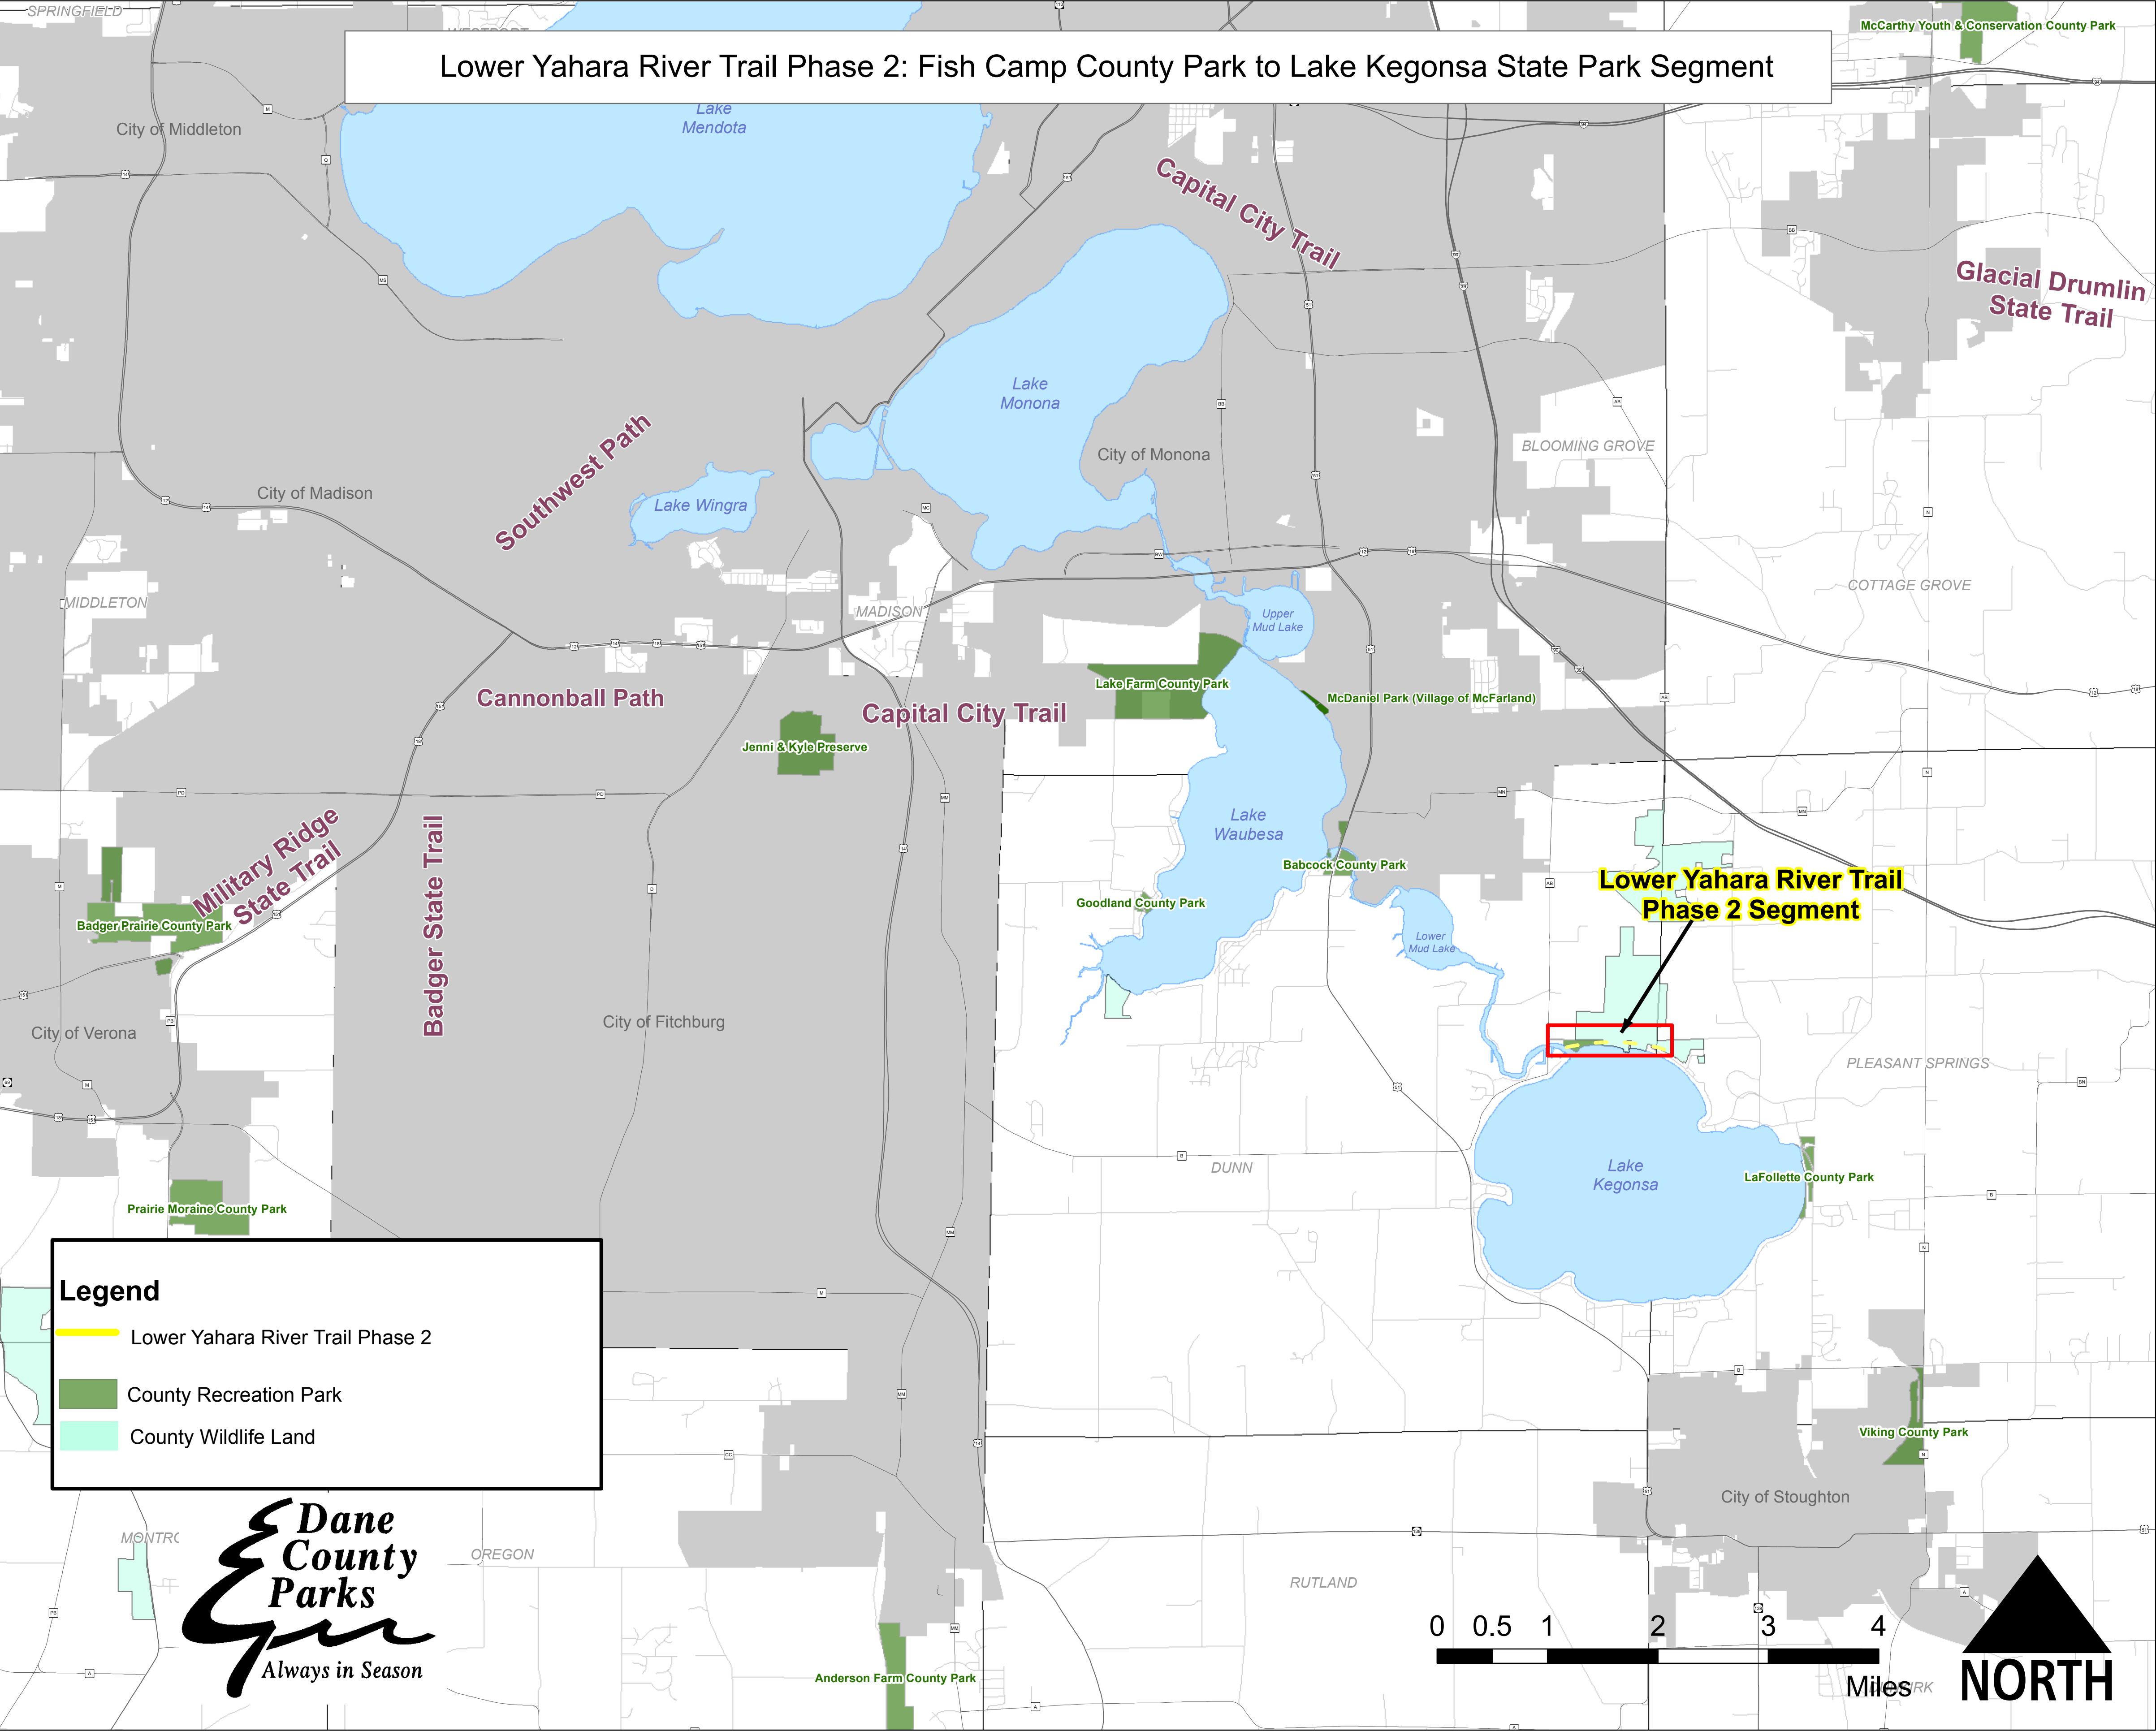 SPRINGFIELD
McCarthy Youth & Conservation County Park
Lower Yahara River Trail Phase 2: Fish Camp County Park to Lake Kegonsa State Park Segment
Lake
Mendota
City of Middleton
Capital City Trail
Glacial Drumlin
State Trail
Lake
Monona
City of Monona
BLOOMING GROVE
Southwest Path
City of Madison
Lake Wingra
MIDDLETON
MADISON
COTTAGE GROVE
Upper
Mud Lake
Lake Farm County Park
McDaniel Park (Village of McFarland)
Cannonball Path
Capital City Trail
Jenni & Kyle Preserve
Military Ridge
State Trail
Badger State Trail
Lake
Waubesa
Babcock County Park
Goodland County Park
Lower Yahara River Trail
Phase 2 Segment
Badger Prairie County Park
Lower
Mud Lake
City of Verona
City of Fitchburg
PLEASANT SPRINGS
DUNN
Lake
Kegonsa
LaFollette County Park
Prairie Moraine County Park
Legend
Lower Yahara River Trail Phase 2
County Recreation Park
County Wildlife Land
Viking County Park
City of Stoughton
Dane
County
Parks
Always in Season
MONTRC
OREGON
RUTLAND
Anderson Farm County Park
0 0.5 1 2 3 4
Miles
NORTH